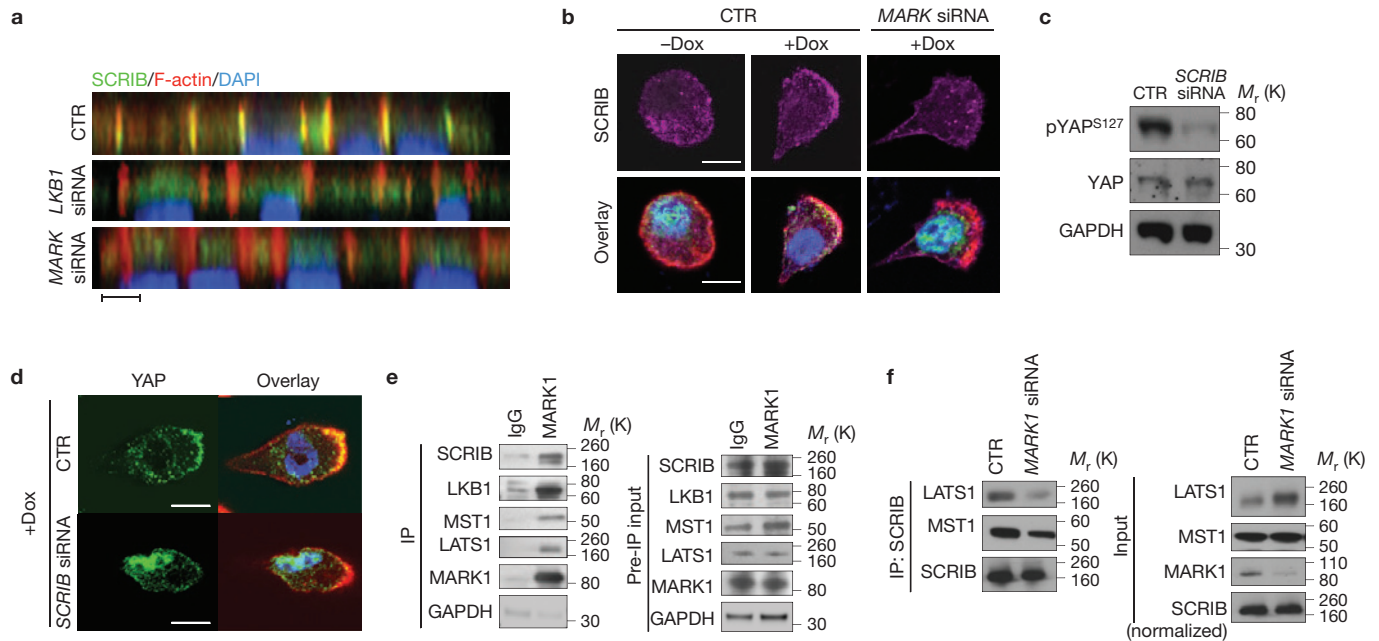 a
SCRIB/F-actin/DAPI
CTR
LKB1
siRNA
MARK
siRNA
b
CTR
MARK siRNA
–Dox
+Dox
+Dox
SCRIB
Overlay
c
CTR
SCRIB
siRNA
Mr (K)
pYAPS127
80
60
YAP
80
60
GAPDH
30
d
YAP
Overlay
+Dox
CTR
SCRIB siRNA
e
IgG
MARK1
Mr (K)
IP
SCRIB
260
160
LKB1
80
60
MST1
50
LATS1
260
160
MARK1
80
GAPDH
30
IgG
MARK1
Mr (K)
Pre-IP input
SCRIB
260
160
LKB1
80
60
MST1
50
LATS1
260
160
MARK1
80
GAPDH
30
f
CTR
MARK1 siRNA
Mr (K)
IP: SCRIB
LATS1
260
160
MST1
60
50
SCRIB
260
160
CTR
MARK1 siRNA
Mr (K)
Input
LATS1
260
160
MST1
60
50
MARK1
110
80
SCRIB
(normalized)
260
160